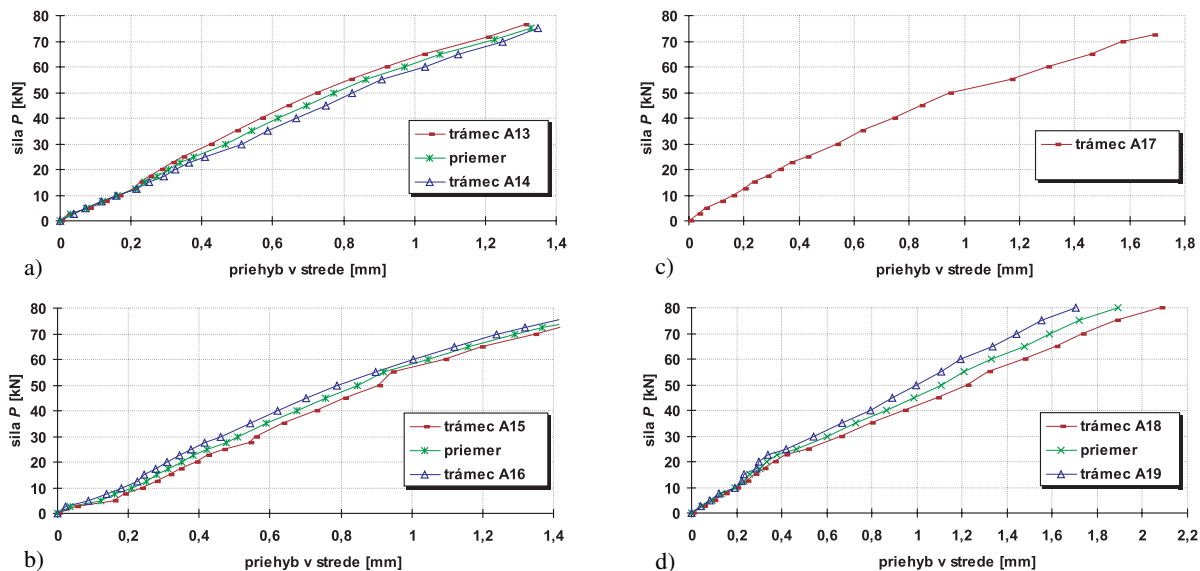 80
70
60
50
40
30
20
10
0
sila P [kN]
0 0,2 0,4 0,6 0,8 1 1,2 1,4
priehyb v strede [mm]
trámec A13
priemer
trámec A14
a)
80
70
60
50
40
30
20
10
0
sila P [kN]
0 0,2 0,4 0,6 0,8 1 1,2 1,4 1,6 1,8
priehyb v strede [mm]
trámec A17
c)
80
70
60
50
40
30
20
10
0
sila P [kN]
0 0,2 0,4 0,6 0,8 1 1,2 1,4
priehyb v strede [mm]
trámec A15
priemer
trámec A16
b)
80
70
60
50
40
30
20
10
0
sila P [kN]
0 0,2 0,4 0,6 0,8 1 1,2 1,4 1,6 1,8 2 2,2
priehyb v strede [mm]
trámec A18
priemer
trámec A19
d)